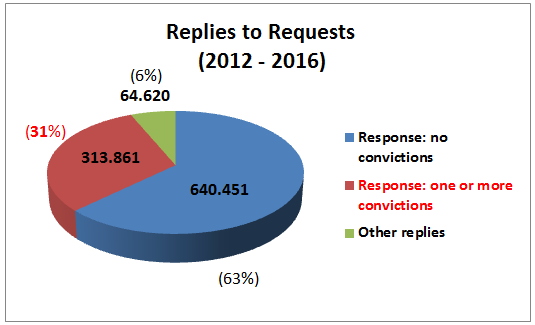 Replies to Requests
(2012 - 2016)
(6%)
64.620
(31%)
313.861
640.451
(63%)
Response: no
convictions
Response: one or more
convictions
Other replies